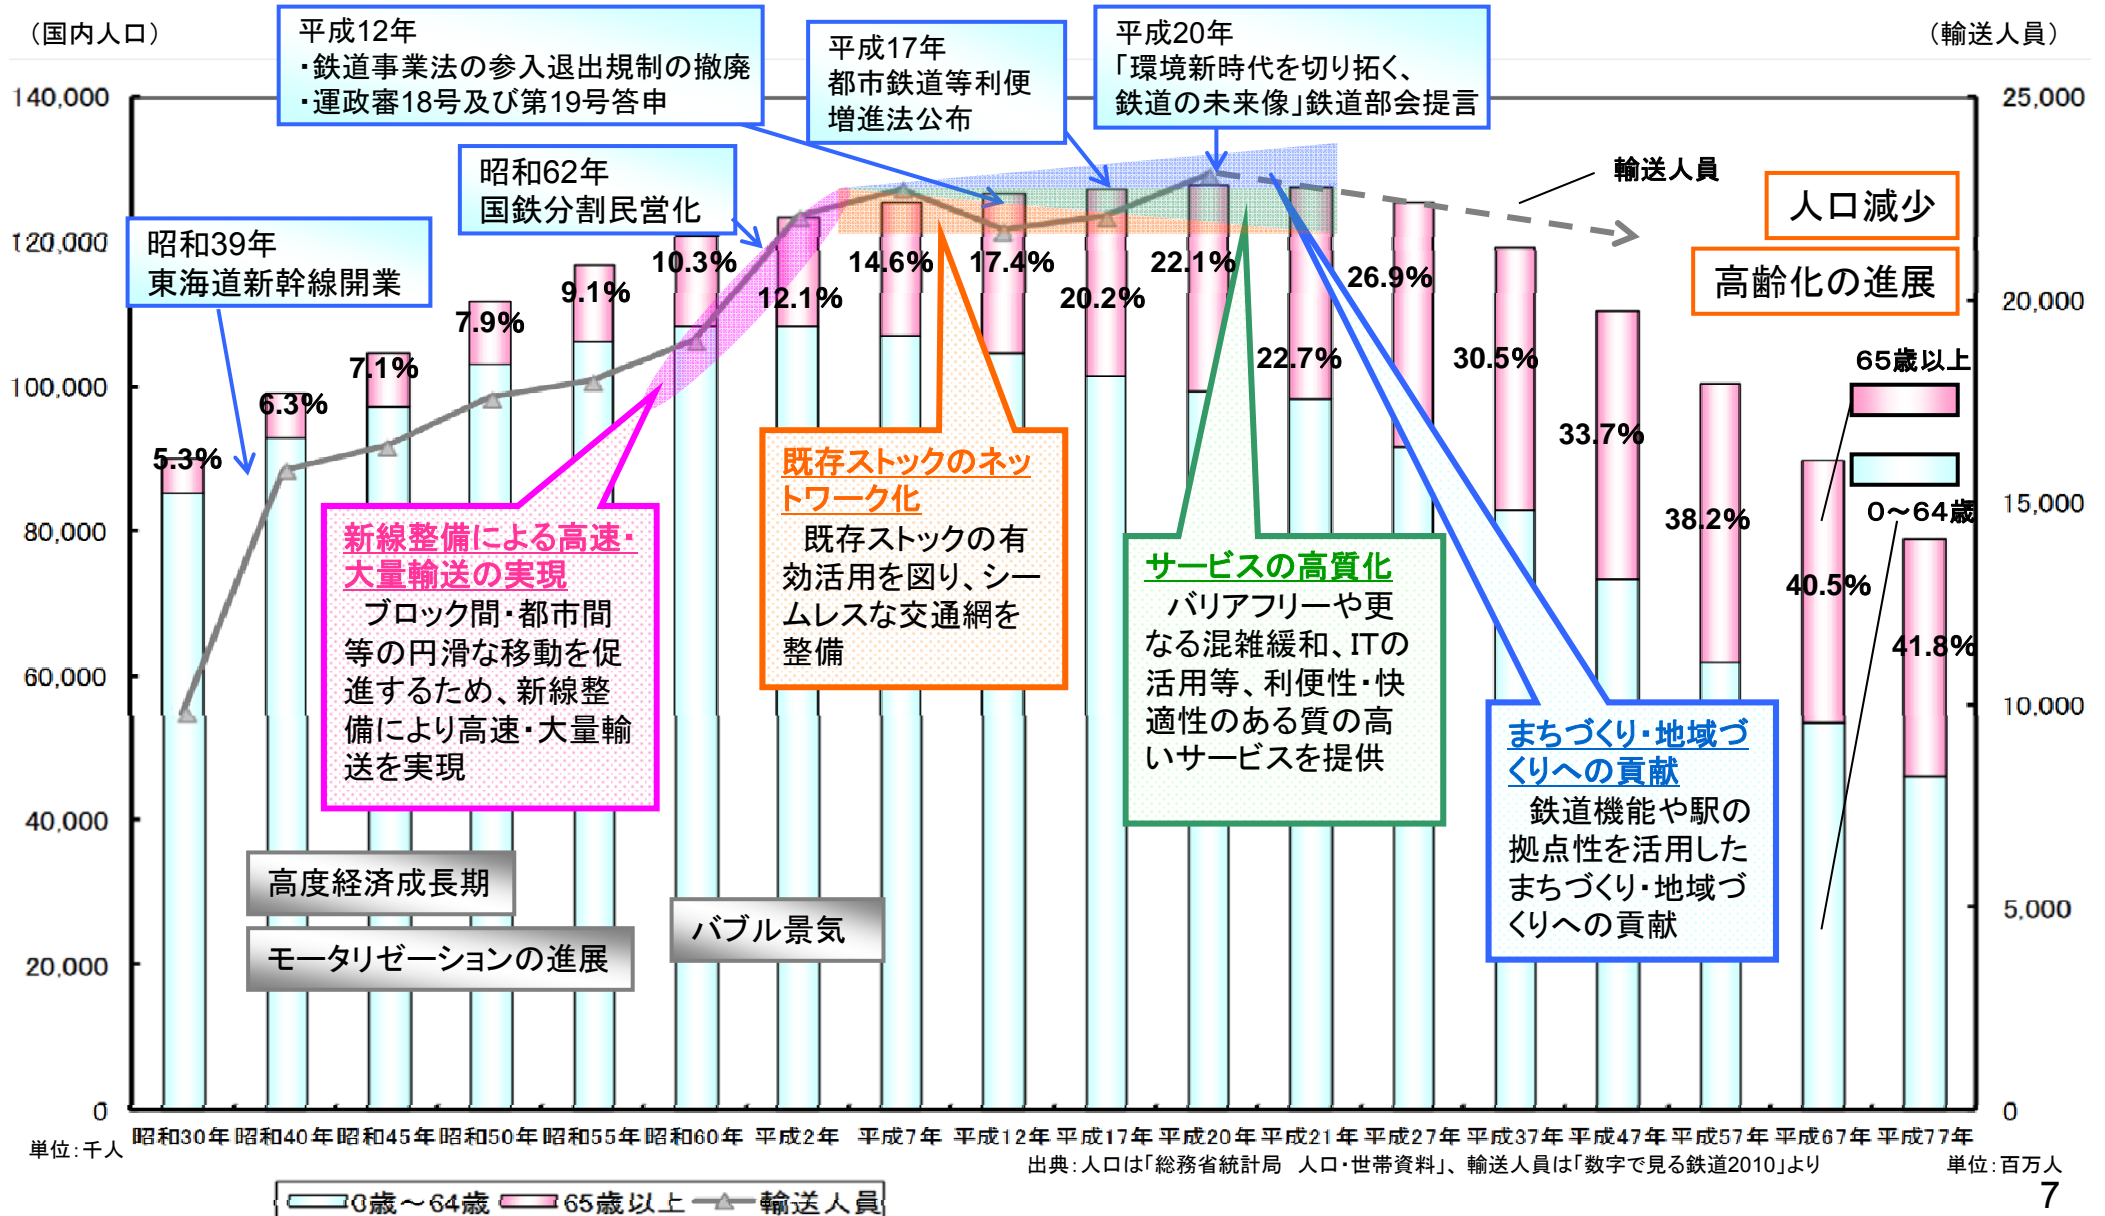 （国内人口）
（輸送人員）
平成12年
・鉄道事業法の参入退出規制の撤廃
・運政審18号及び第19号答申
平成17年
都市鉄道等利便
増進法公布
平成20年
「環境新時代を切り拓く、
鉄道の未来像」鉄道部会提言
昭和62年
国鉄分割民営化
昭和39年
東海道新幹線開業
輸送人員
人口減少
高齢化の進展
65歳以上
0～64歳
140,000
120,000
100,000
80,000
60,000
40,000
20,000
0
25,000
20,000
15,000
10,000
5,000
0
5.3%
6.3%
7.1%
7.9%
9.1%
10.3%
12.1%
14.6%
17.4%
20.2%
22.1%
22.7%
26.9%
30.5%
33.7%
38.2%
40.5%
41.8%
新線整備による高速・
大量輸送の実現
ブロック間・都市間
等の円滑な移動を促
進するため、新線整
備により高速・大量輸
送を実現
既存ストックのネッ
トワーク化
既存ストックの有
効活用を図り、シー
ムレスな交通網を
整備
サービスの高質化
バリアフリーや更
なる混雑緩和、ITの
活用等、利便性・快
適性のある質の高
いサービスを提供
まちづくり・地域づ
くりへの貢献
鉄道機能や駅の
拠点性を活用した
まちづくり・地域づ
くりへの貢献
高度経済成長期
モータリゼーションの進展
バブル景気
昭和30年 昭和40年 昭和45年 昭和50年 昭和55年 昭和60年 平成2年 平成7年 平成12年 平成17年 平成20年 平成21年 平成27年 平成37年 平成47年 平成57年 平成67年 平成77年
単位：千人
出典：人口は「総務省統計局　人口・世帯資料」、輸送人員は「数字で見る鉄道2010」より
単位：百万人
0歳～64歳 65歳以上 輸送人員
7